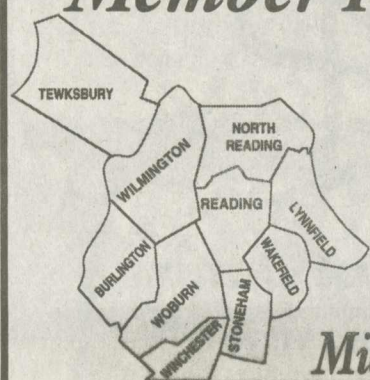 Member
TEWKSBURY
NORTH
READING
WILMINGTON
READING
LYNNFIELD
BURLINGTON
WOBURN
WAKEFIELD
STONEHAM
WINCHESTER